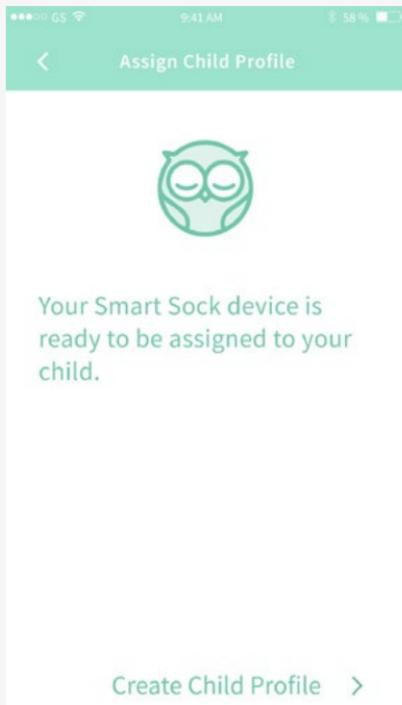 GS 9:41 AM 58 %
Assign Child Profile
Your Smart Sock device is
ready to be assigned to your
child.
Create Child Profile